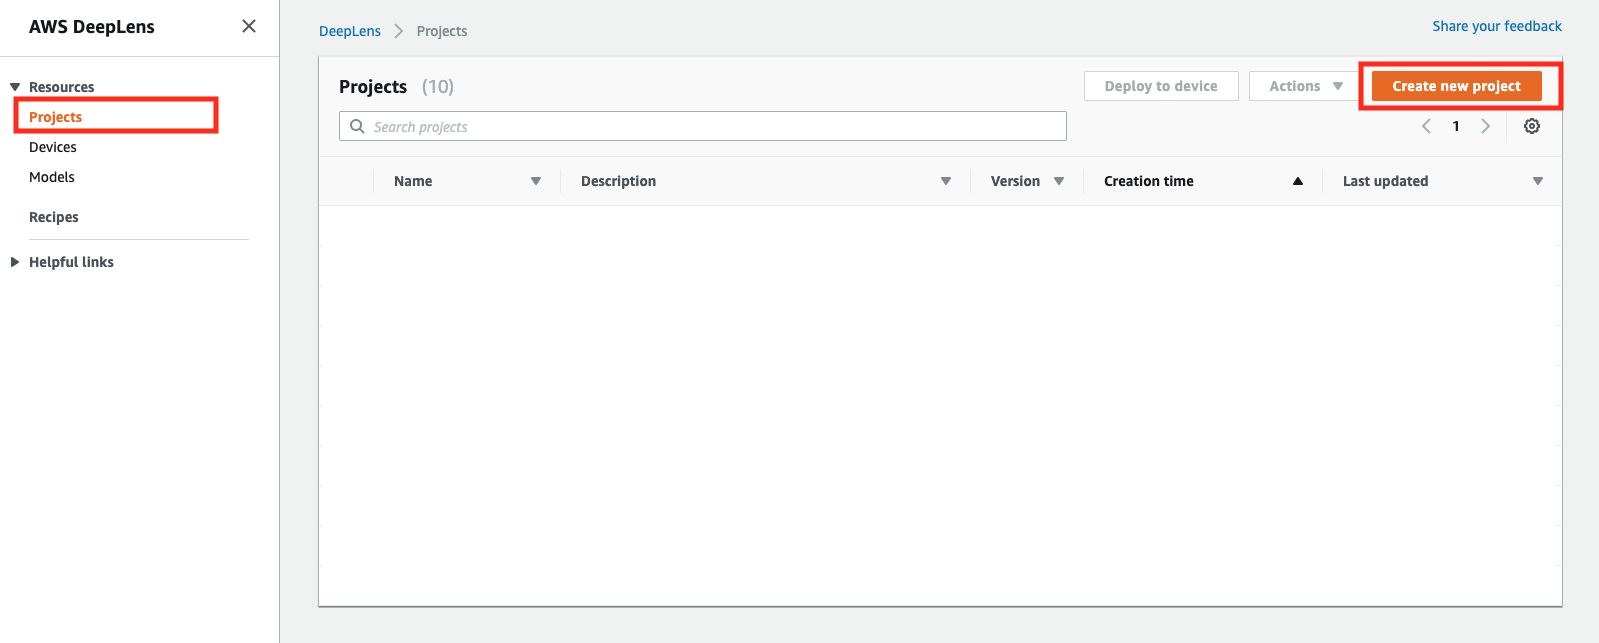 AWS DeepLens
Resources
Projects
Devices
Models
Recipes
Helpful links
DeepLens Projects
Share your feedback
Projects (10)
Deploy to device
Actions
Create new project
Search projects
1
Name Description Version Creation time Last updated